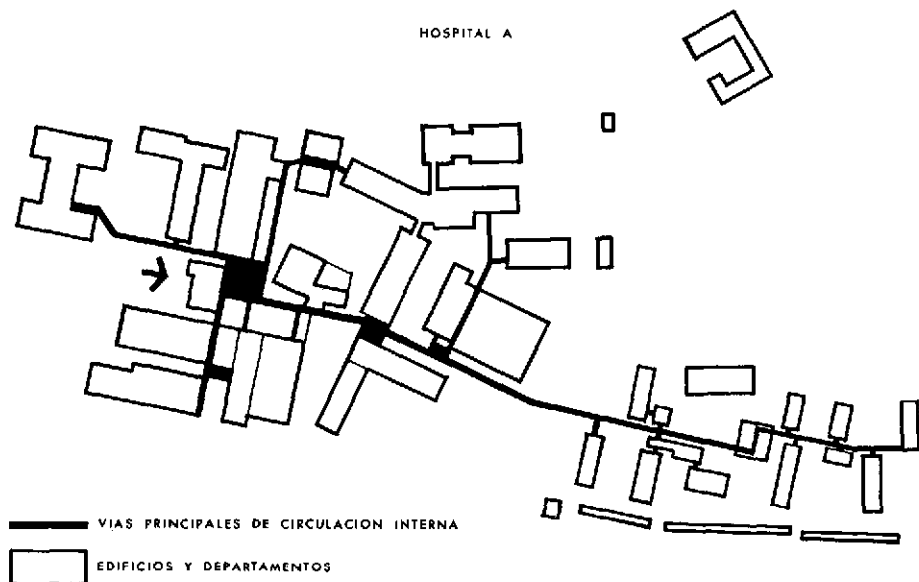 HOSPITAL A
VIAS PRINCIPALES DE CIRCULACION INTERNA
EDIFICIOS Y DEPARTAMENTOS